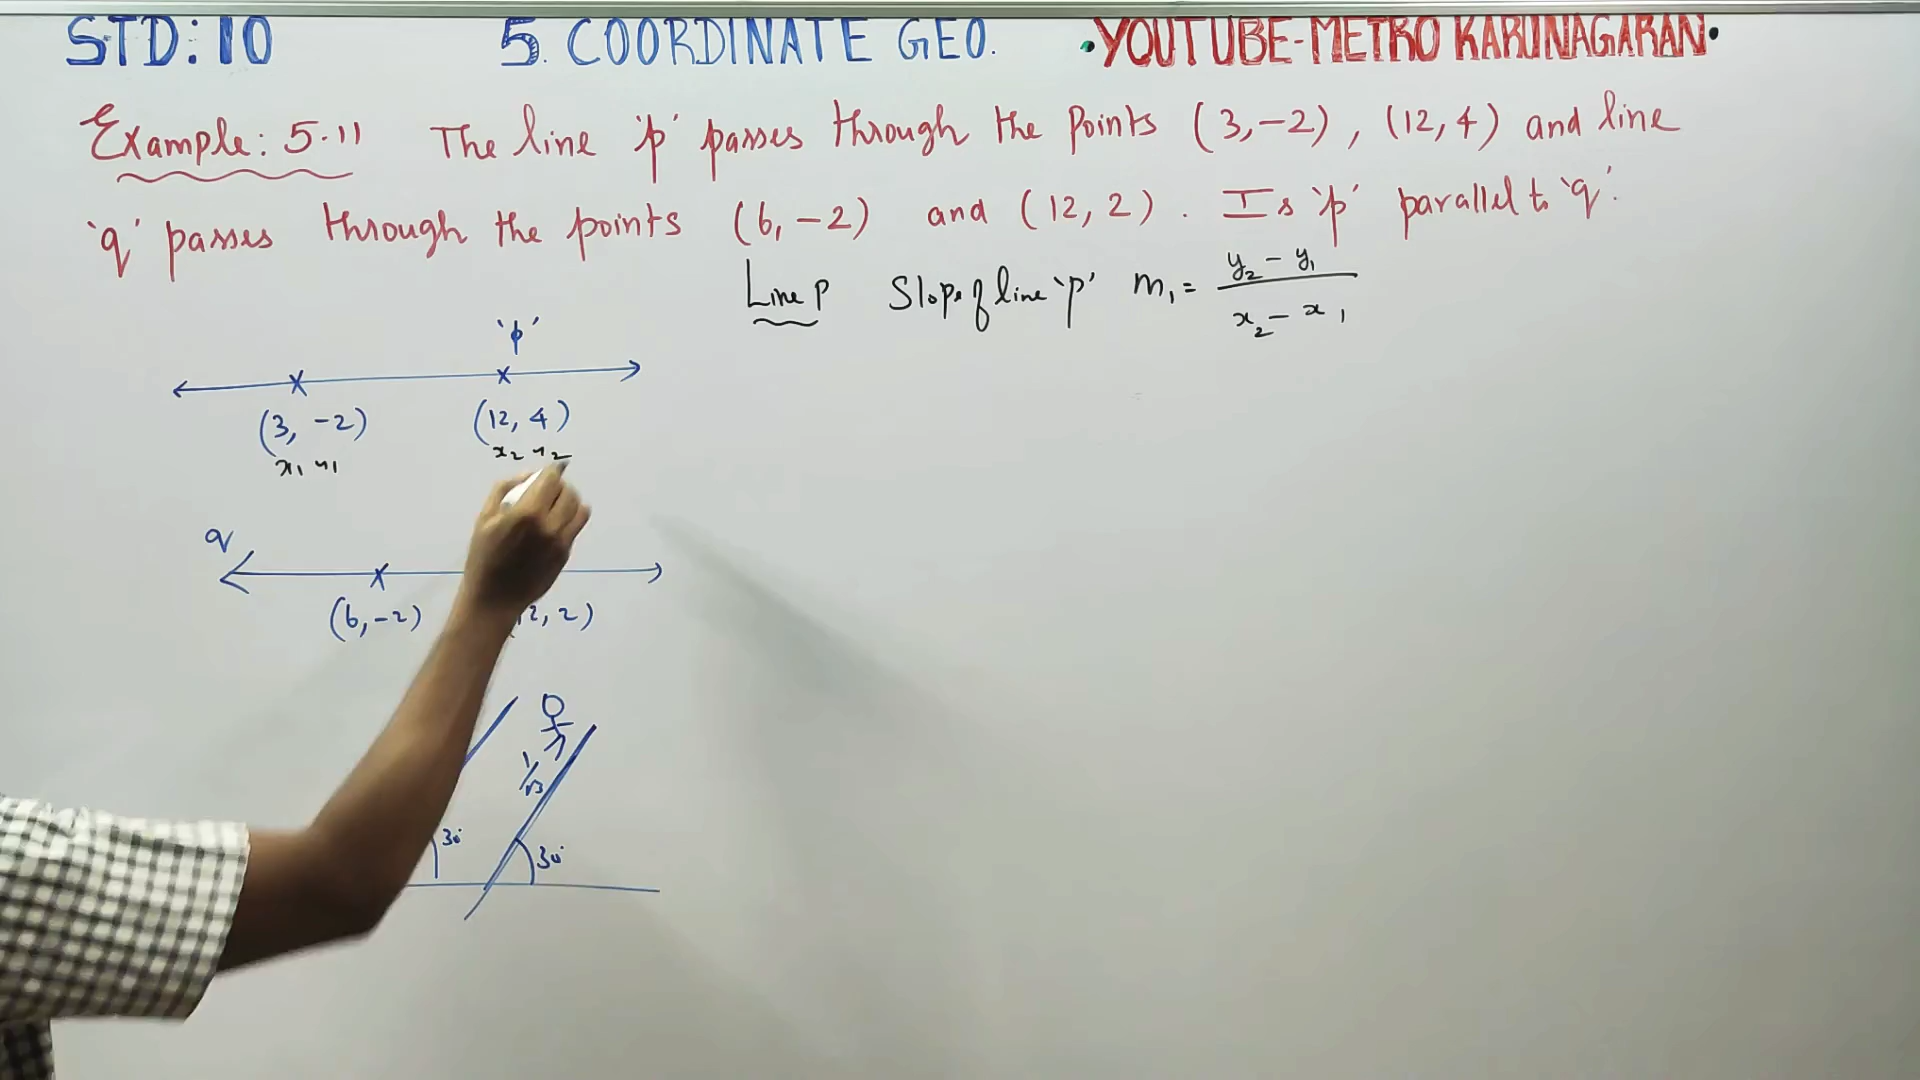 STD: 10 5. COORDINATE GEO. •YOUTUBE-METRO KARUNAGARAN•
Example: 5.11 The line 'p' passes through the points (3,-2), (12,4) and line
'q' passes through the points (6,-2) and (12,2). Is 'p' parallel to 'q'.
Line p Slope of line 'p' m₁ = y₂ - y₁
x₂ - x₁
'p'
(3, -2) (12, 4)
x₁ y₁ x₂ y₂
q
(6, -2) 2, 2)
1/√3
30° 30°